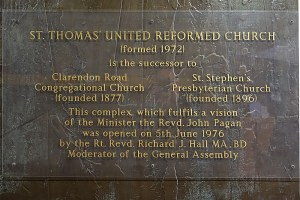 ST. THOMAS' UNITED REFORMED CHURCH
(formed 1972)
is the successor to
Clarendon Road
Congregational Church
(founded 1877)
St. Stephen's
Presbyterian Church
(founded 1896)
This complex, which fulfils a vision
of the Minister the Revd. John Pagan
was opened on 5th. June 1976
by the Rt. Revd. Richard J. Hall MA, BD
Moderator of the General Assembly